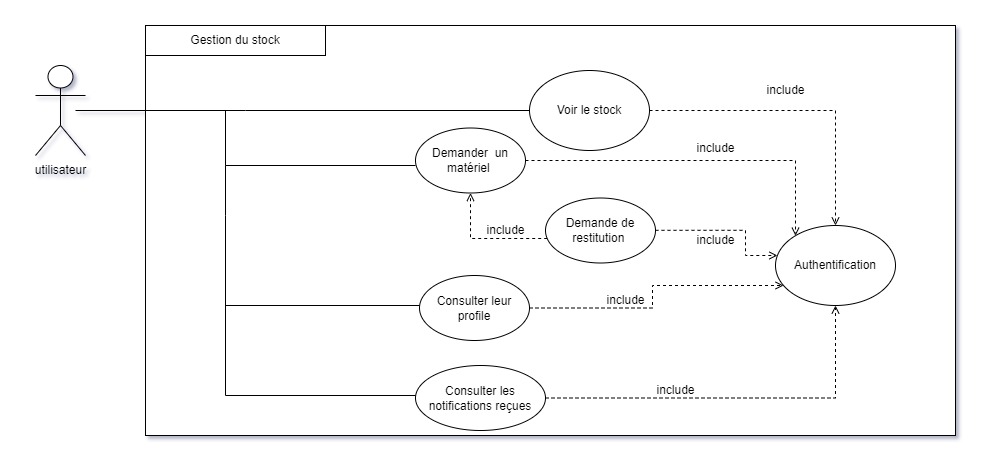 Gestion du stock
utilisateur
Voir le stock
include
Demander un
matériel
include
Demande de
restitution
include
include
Authentification
Consulter leur
profile
include
Consulter les
notifications reçues
include